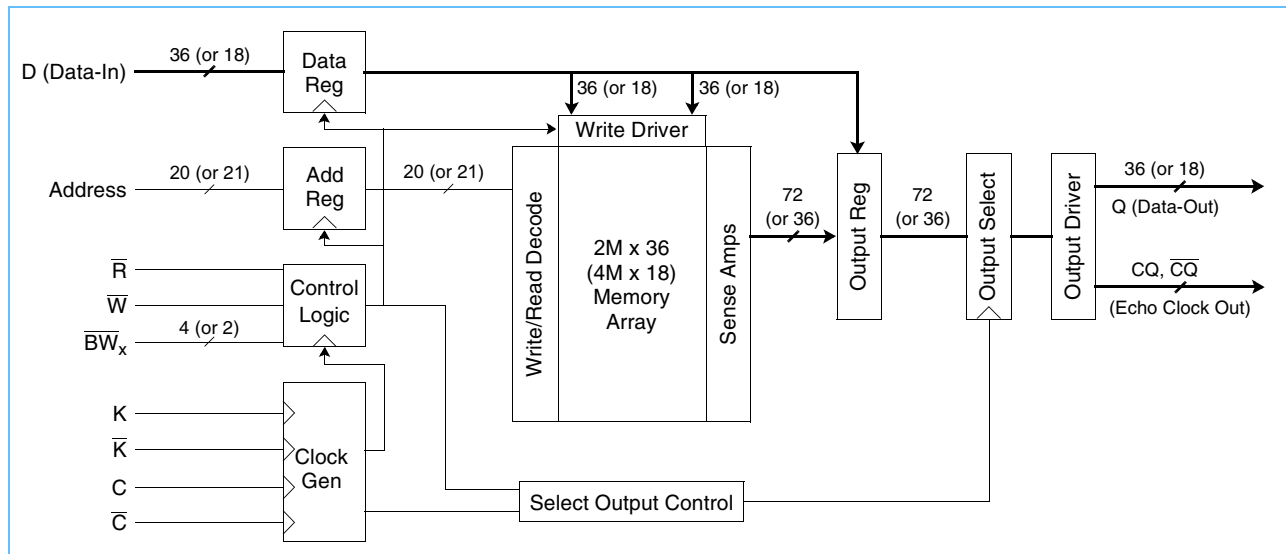 D (Data-In)
36 (or 18)
Data
Reg
36 (or 18)
36 (or 18)
Write Driver
Address
20 (or 21)
Add
Reg
20 (or 21)
Write/Read Decode
2M x 36
(4M x 18)
Memory
Array
Sense Amps
72
(or 36)
Output Reg
72
(or 36)
Output Select
Output Driver
36 (or 18)
Q (Data-Out)
CQ, C̅Q̅
(Echo Clock Out)
R̅
W̅
B̅W̅x
4 (or 2)
Control
Logic
K
K̅
C
C̅
Clock
Gen
Select Output Control